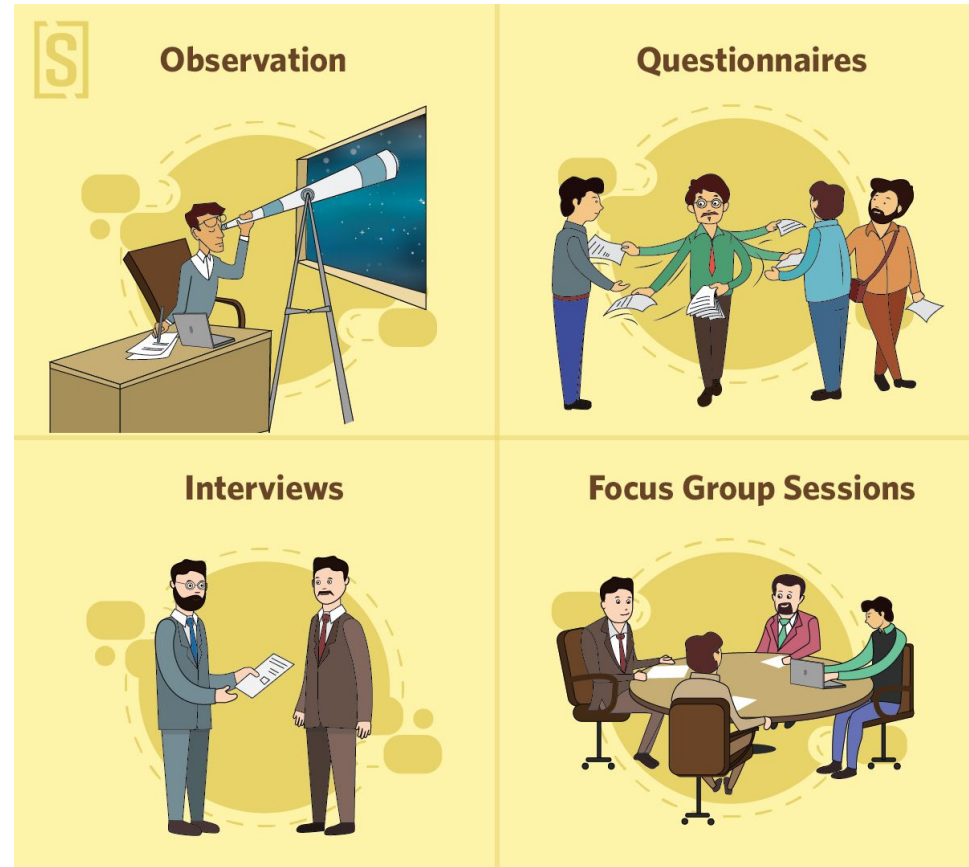 [S]
Observation
Questionnaires
Interviews
Focus Group Sessions